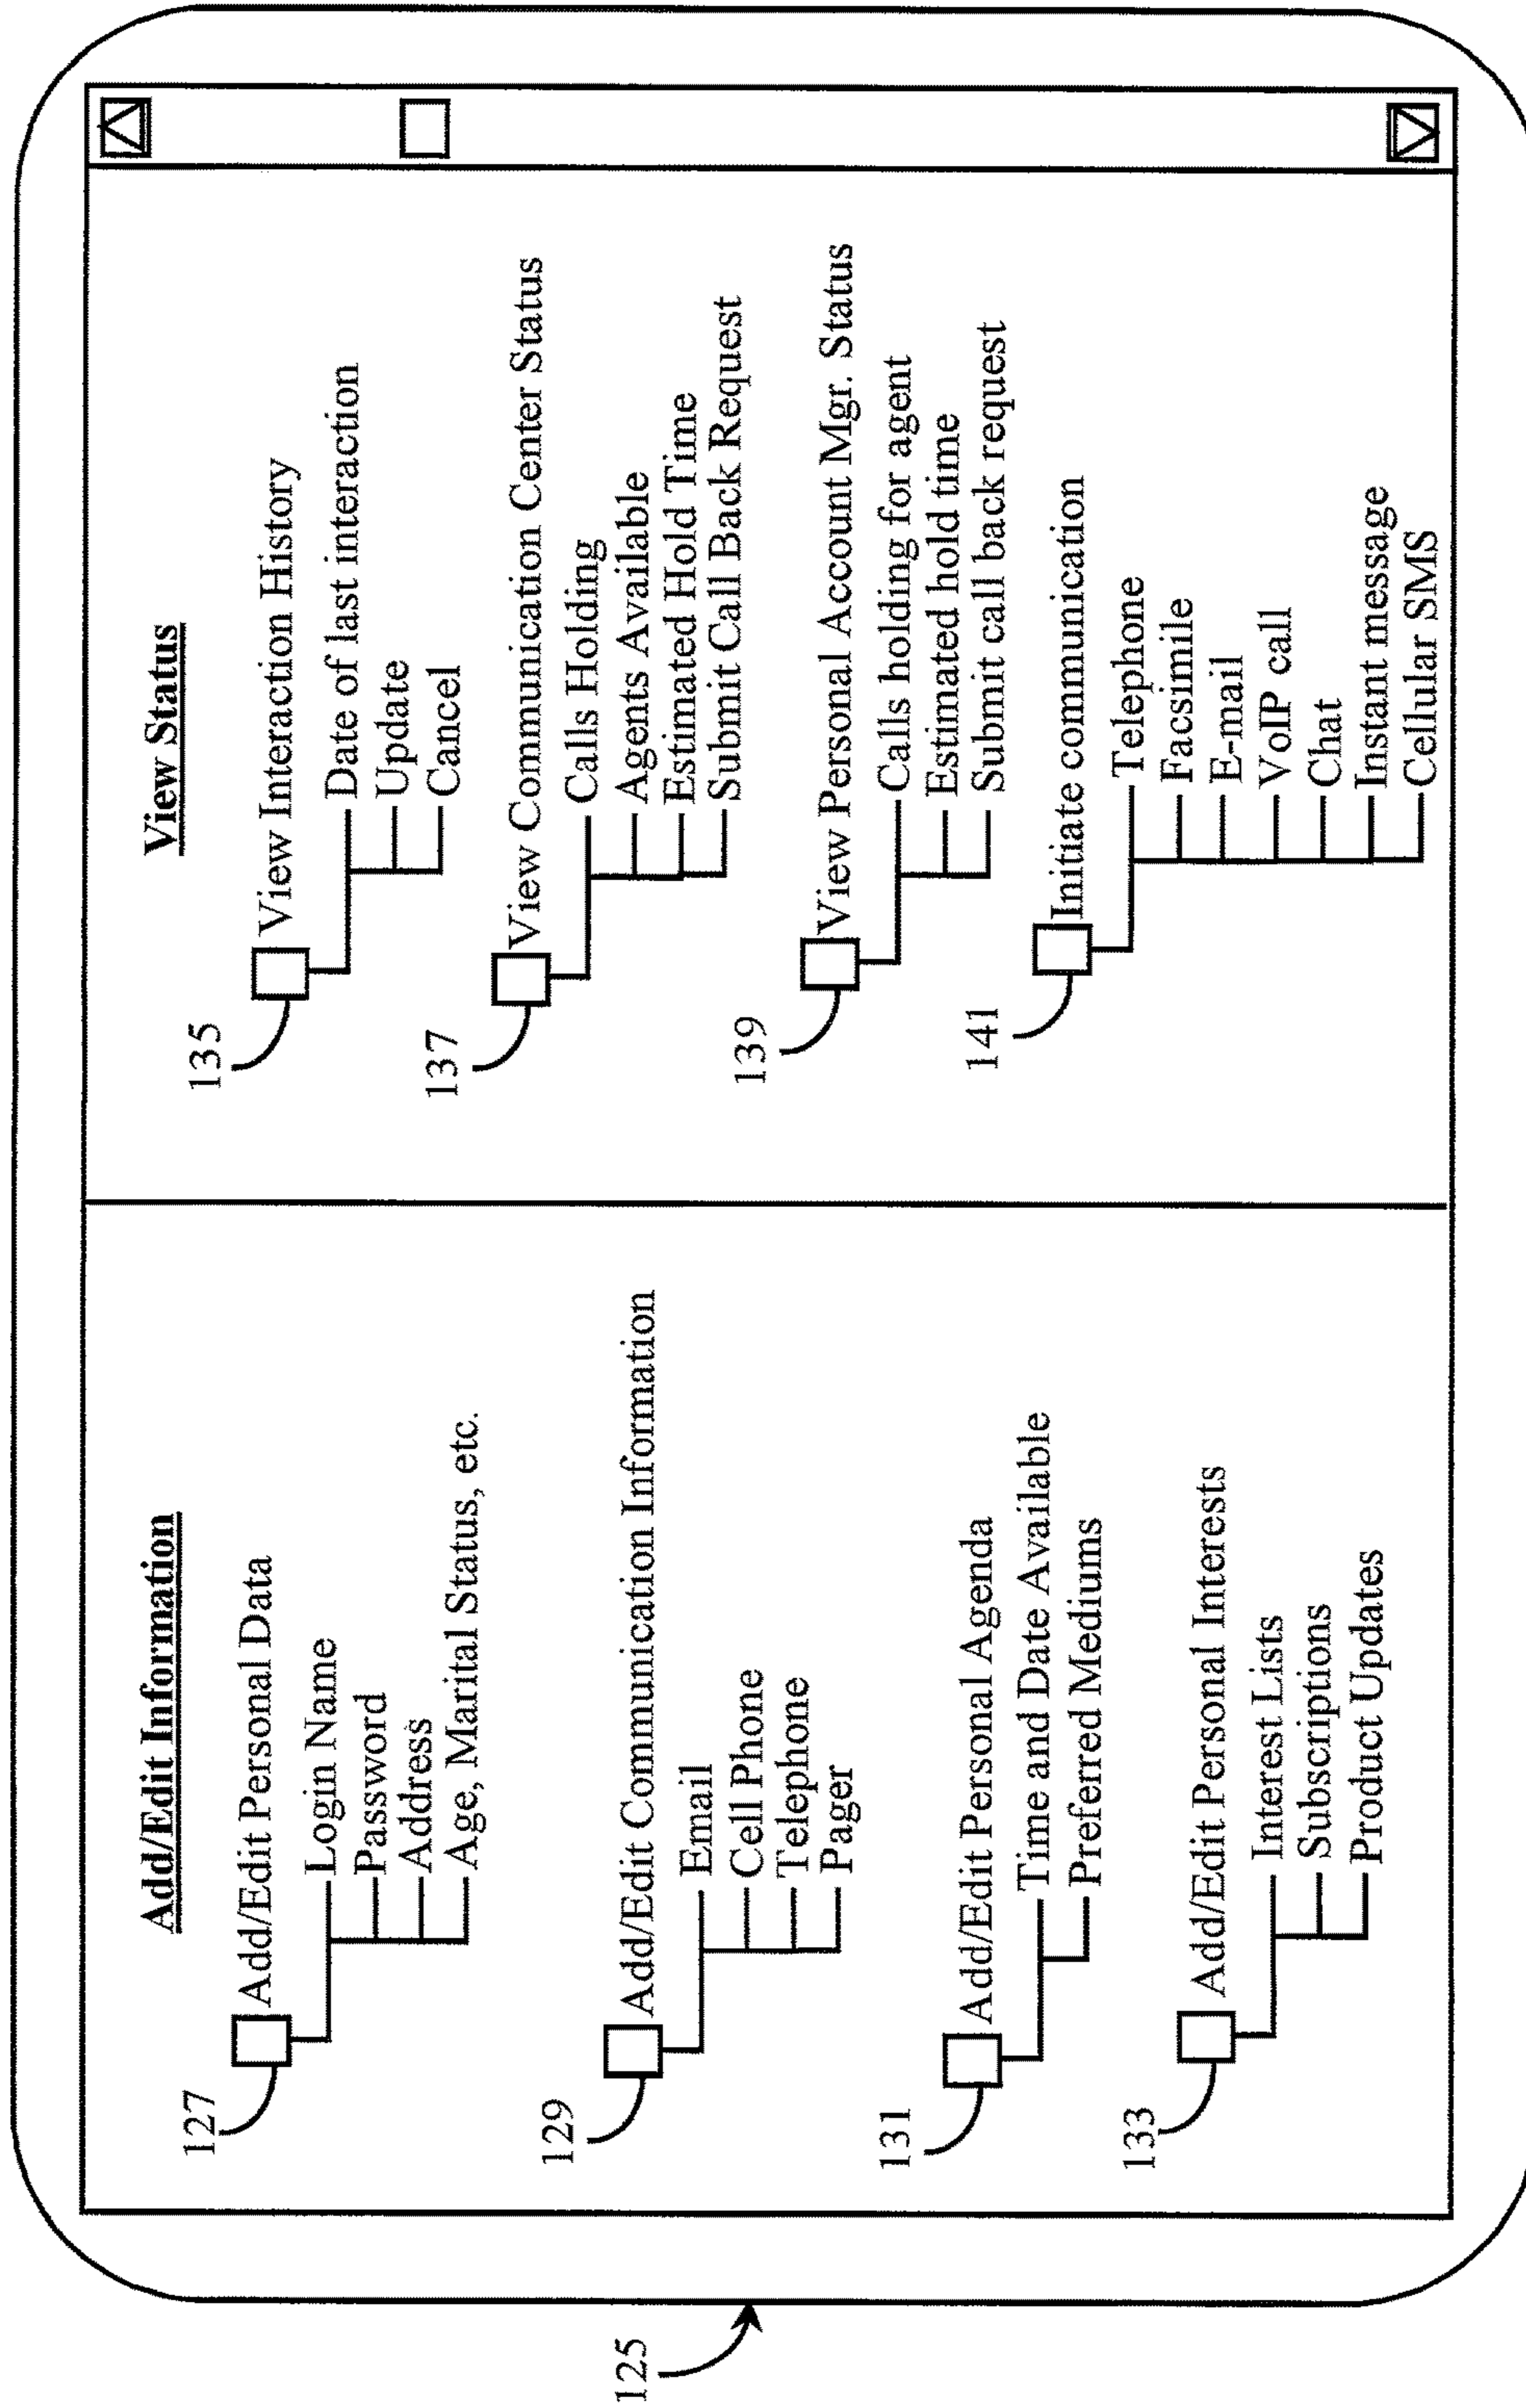 125
Add/Edit Information
127
Add/Edit Personal Data
Login Name
Password
Address
Age, Marital Status, etc.
129
Add/Edit Communication Information
Email
Cell Phone
Telephone
Pager
131
Add/Edit Personal Agenda
Time and Date Available
Preferred Mediums
133
Add/Edit Personal Interests
Interest Lists
Subscriptions
Product Updates
View Status
135
View Interaction History
Date of last interaction
Update
Cancel
137
View Communication Center Status
Calls Holding
Agents Available
Estimated Hold Time
Submit Call Back Request
139
View Personal Account Mgr. Status
Calls holding for agent
Estimated hold time
Submit call back request
141
Initiate communication
Telephone
Facsimile
E-mail
VoIP call
Chat
Instant message
Cellular SMS